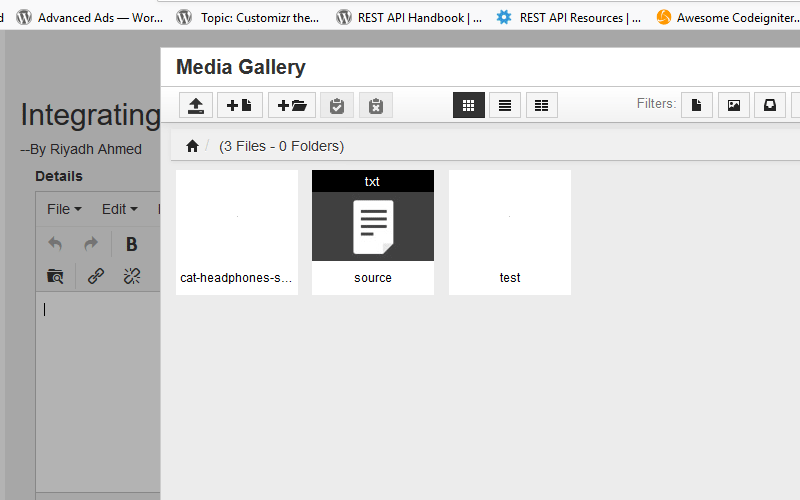 d Advanced Ads — Wor... Topic: Customizr the... REST API Handbook | ... REST API Resources | ... Awesome Codeigniter...
Media Gallery
Integrating
--By Riyadh Ahmed
Details
File Edit
B
Filters:
(3 Files - 0 Folders)
txt
cat-headphones-s... source test